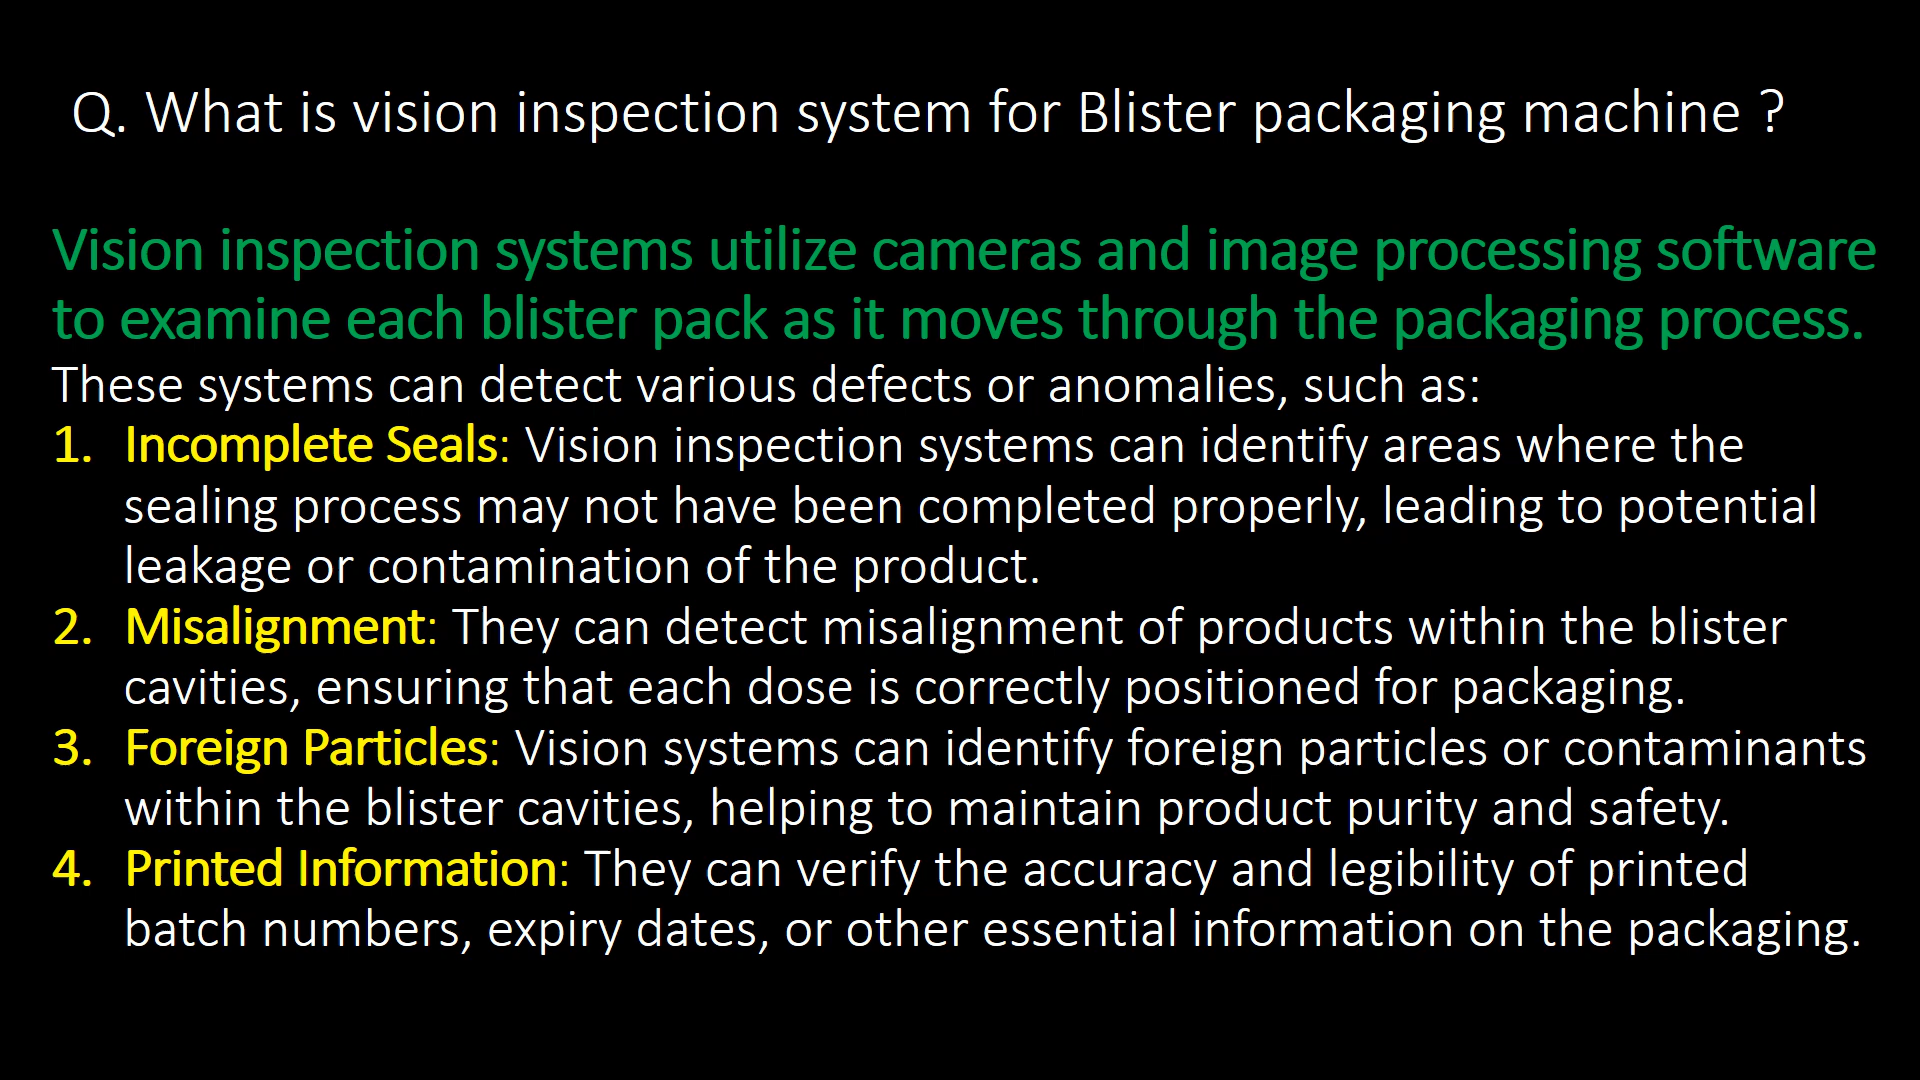 Q. What is vision inspection system for Blister packaging machine ?
Vision inspection systems utilize cameras and image processing software
to examine each blister pack as it moves through the packaging process.
These systems can detect various defects or anomalies, such as:
1. Incomplete Seals: Vision inspection systems can identify areas where the
sealing process may not have been completed properly, leading to potential
leakage or contamination of the product.
2. Misalignment: They can detect misalignment of products within the blister
cavities, ensuring that each dose is correctly positioned for packaging.
3. Foreign Particles: Vision systems can identify foreign particles or contaminants
within the blister cavities, helping to maintain product purity and safety.
4. Printed Information: They can verify the accuracy and legibility of printed
batch numbers, expiry dates, or other essential information on the packaging.